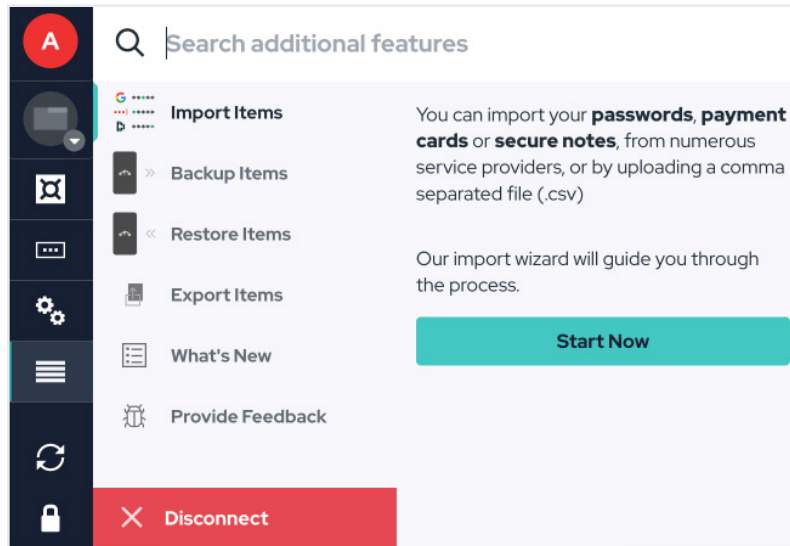 A
Search additional features
Import Items
Backup Items
Restore Items
Export Items
What's New
Provide Feedback
Disconnect
You can import your passwords, payment
cards or secure notes, from numerous
service providers, or by uploading a comma
separated file (.csv)
Our import wizard will guide you through
the process.
Start Now